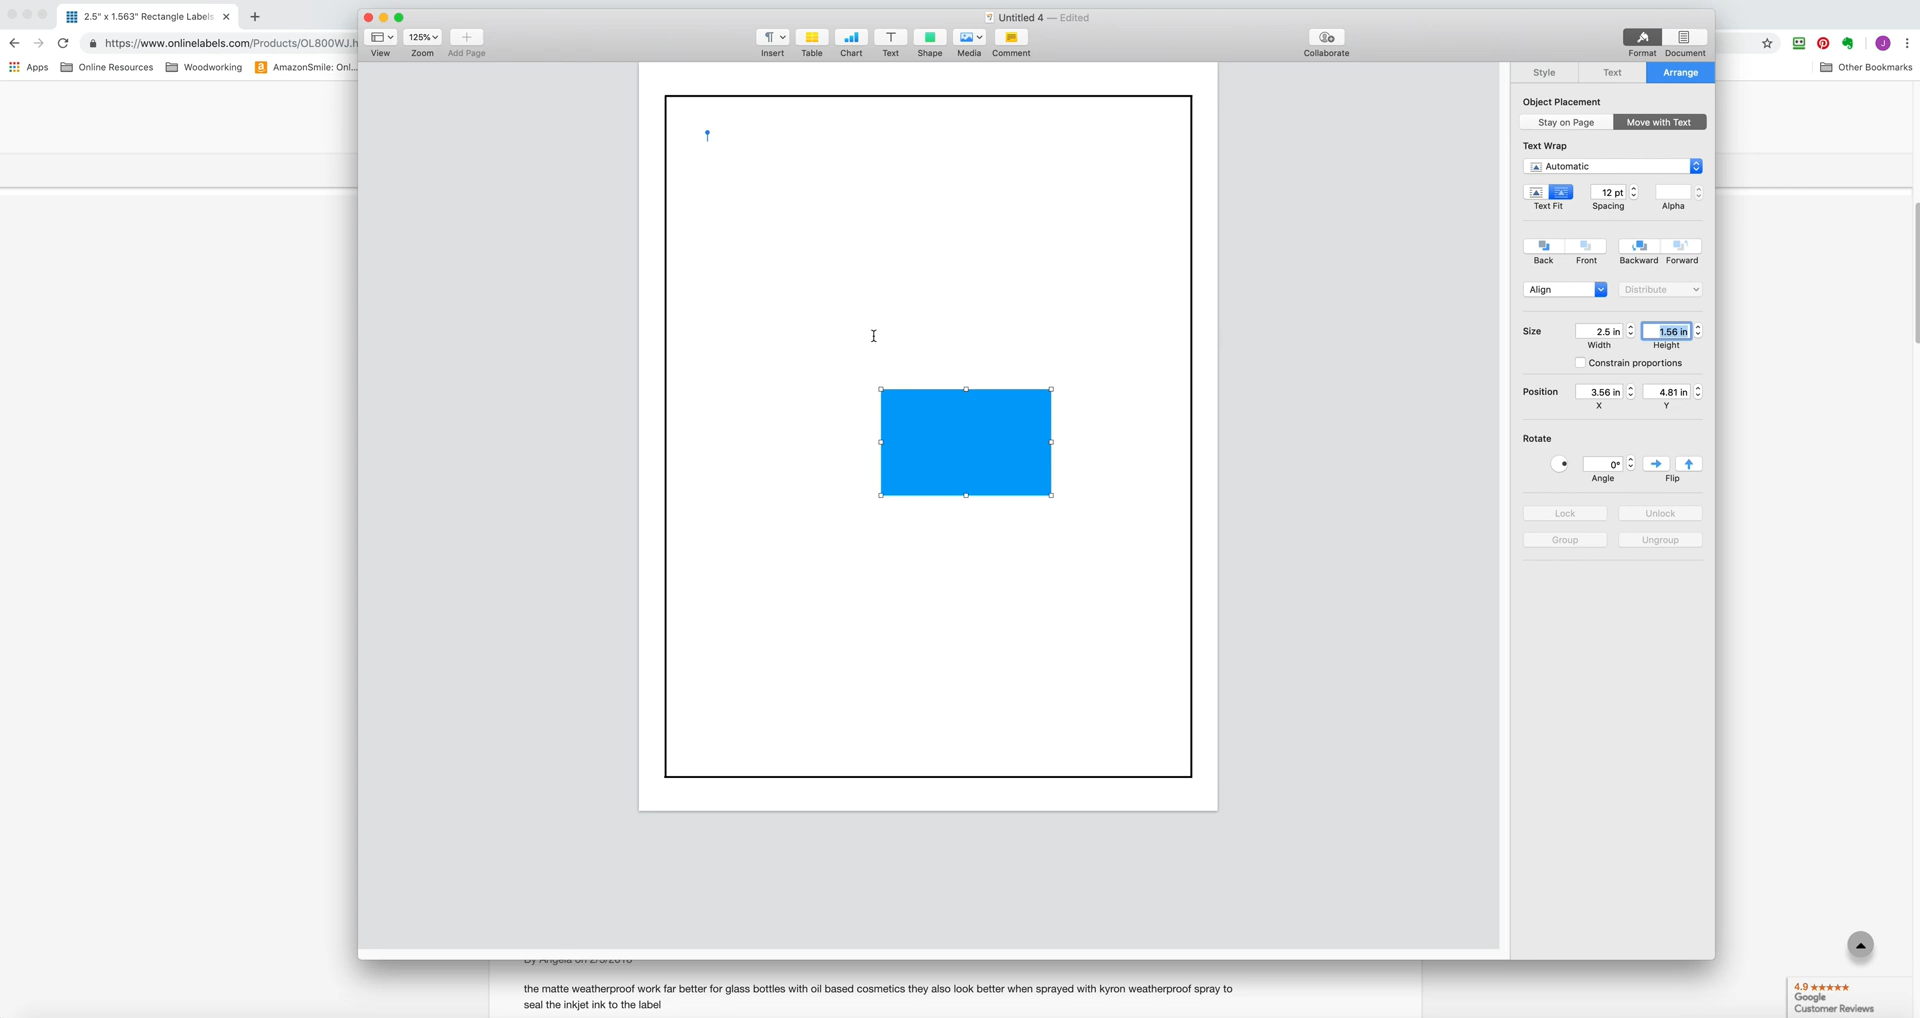 2.5" x 1.563" Rectangle Labels
https://www.onlinelabels.com/Products/OL800WJ.h
Apps
Online Resources
Woodworking
AmazonSmile: Onl...
Other Bookmarks
J
Untitled 4 — Edited
125%
View
Zoom
Add Page
Insert
Table
Chart
Text
Shape
Media
Comment
Collaborate
Format
Document
Style
Text
Arrange
Object Placement
Stay on Page
Move with Text
Text Wrap
Automatic
12 pt
Text Fit
Spacing
Alpha
Back
Front
Backward
Forward
Align
Distribute
Size
2.5 in
1.56 in
Width
Height
Constrain proportions
Position
3.56 in
4.81 in
X
Y
Rotate
0°
Angle
Flip
Lock
Unlock
Group
Ungroup
the matte weatherproof work far better for glass bottles with oil based cosmetics they also look better when sprayed with kyron weatherproof spray to
seal the inkjet ink to the label
4.9
Google
Customer Reviews